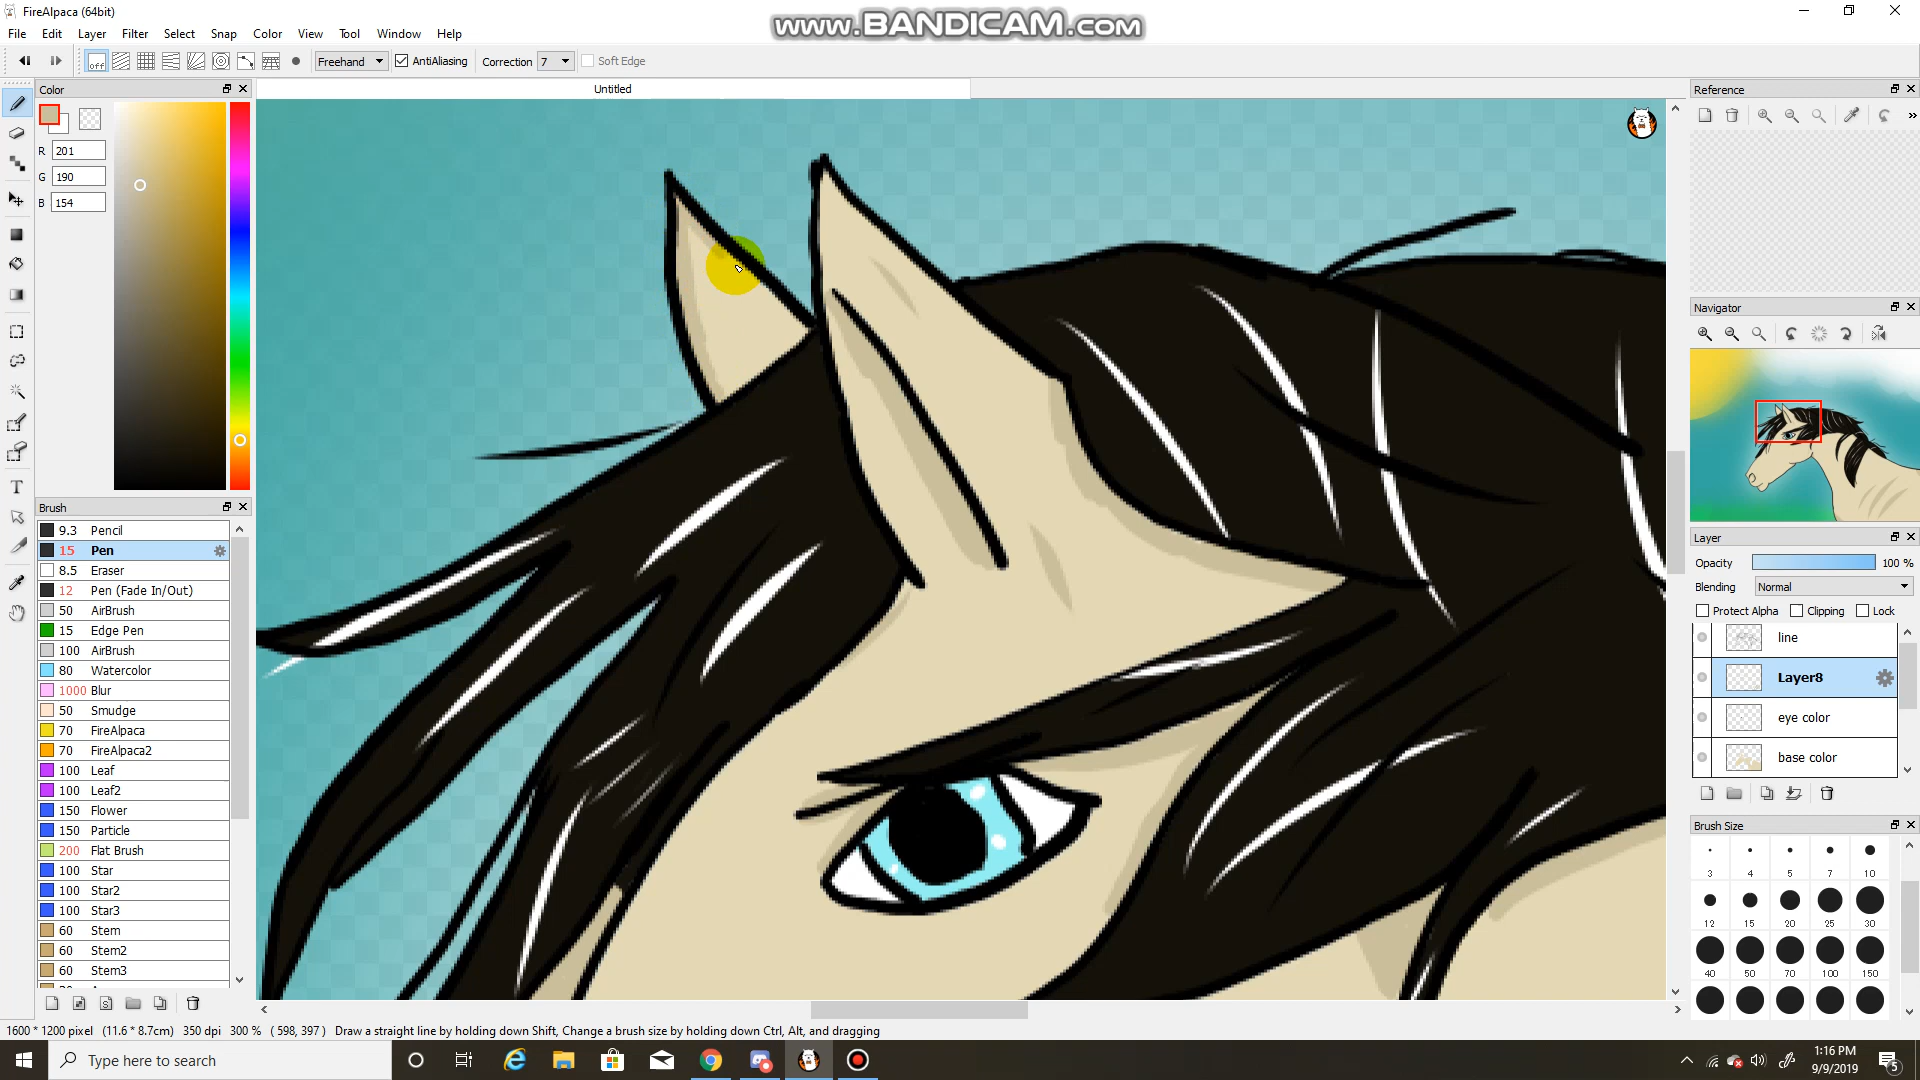 FireAlpaca (64bit)
www.BANDICAM.com
File Edit Layer Filter Select Snap Color View Tool Window Help
off Freehand AntiAliasing Correction 7 Soft Edge
Color
Untitled
Reference
R 201
G 190
B 154
»
Navigator
Brush
9.3 Pencil
15 Pen
8.5 Eraser
12 Pen (Fade In/Out)
50 AirBrush
15 Edge Pen
100 AirBrush
80 Watercolor
1000 Blur
50 Smudge
70 FireAlpaca
70 FireAlpaca2
100 Leaf
100 Leaf2
150 Flower
150 Particle
200 Flat Brush
100 Star
100 Star2
100 Star3
60 Stem
60 Stem2
60 Stem3
Layer
Opacity 100 %
Blending Normal
Protect Alpha Clipping Lock
line
Layer8
eye color
base color
Brush Size
3 4 5 7 10
12 15 20 25 30
40 50 70 100 150
T
1600 * 1200 pixel (11.6 * 8.7cm) 350 dpi 300 % ( 598, 397 ) Draw a straight line by holding down Shift, Change a brush size by holding down Ctrl, Alt, and dragging
Type here to search
1:16 PM
9/9/2019
5